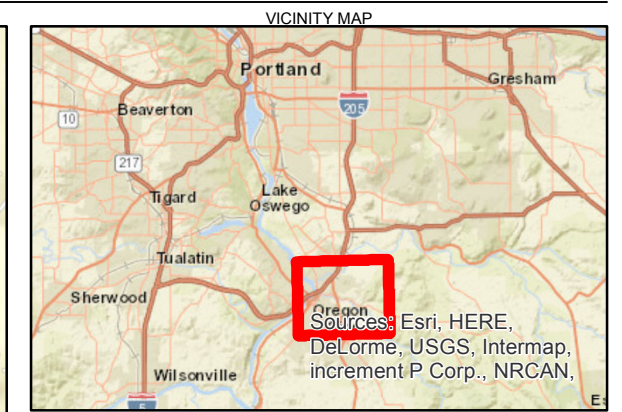 VICINITY MAP
Portland
Gresham
205
Beaverton
10
217
Tigard
Lake
Oswego
Tualatin
Sherwood
Oregon
Sources: Esri, HERE,
DeLorme, USGS, Intermap,
increment P Corp., NRCAN,
Wilsonville
5